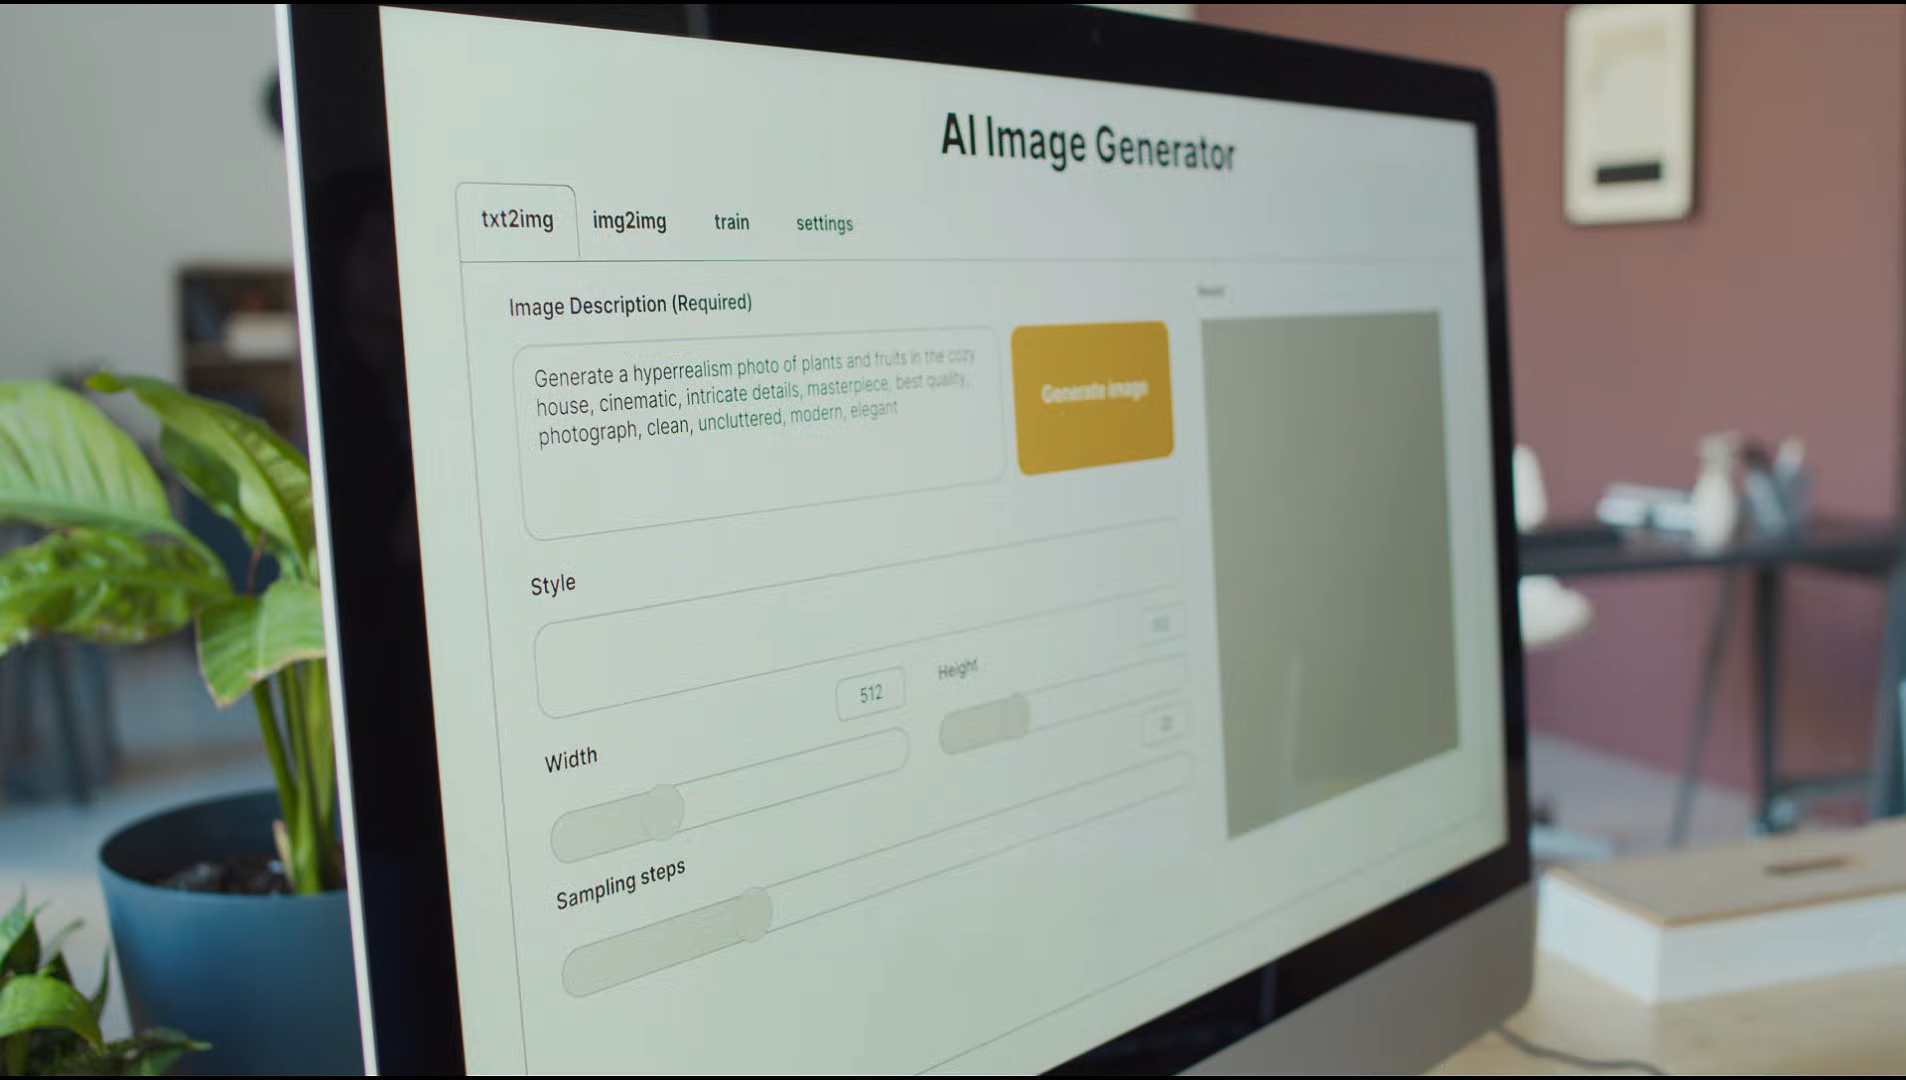 AI Image Generator
txt2img img2img train settings
Image Description (Required)
Generate a hyperrealism photo of plants and fruits in the cozy
house, cinematic, intricate details, masterpiece, best quality,
photograph, clean, uncluttered, modern, elegant
Generate image
Style
512
Height
Width
Sampling steps